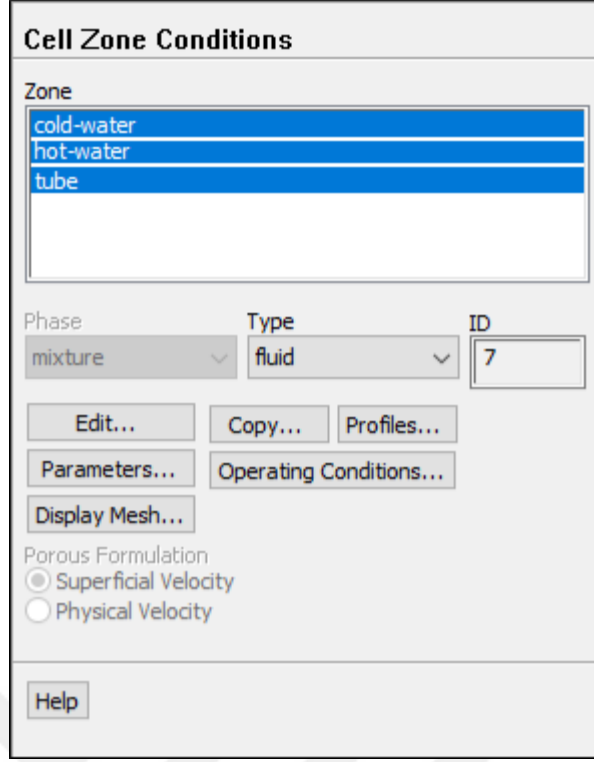 Cell Zone Conditions
Zone
cold-water
hot-water
tube
Phase Type ID
mixture fluid 7
Edit... Copy... Profiles...
Parameters... Operating Conditions...
Display Mesh...
Porous Formulation
Superficial Velocity
Physical Velocity
Help